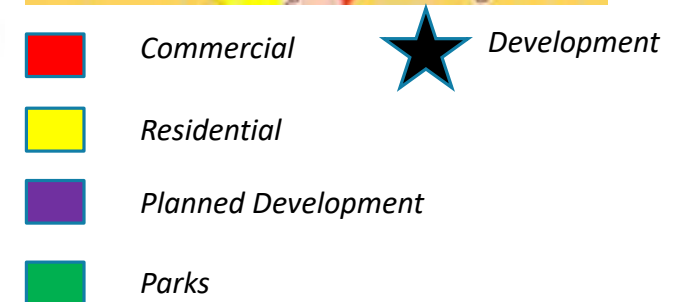 Commercial
Development
Residential
Planned Development
Parks